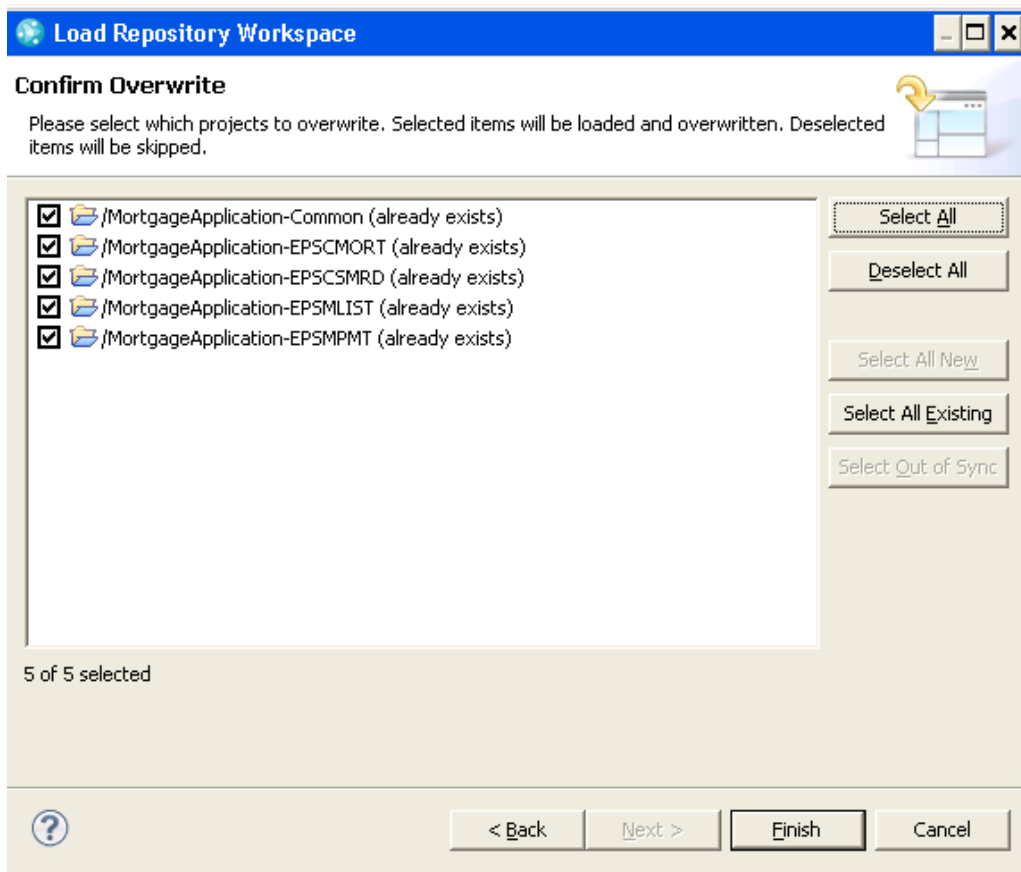 Load Repository Workspace
Confirm Overwrite
Please select which projects to overwrite. Selected items will be loaded and overwritten. Deselected
items will be skipped.
/MortgageApplication-Common (already exists)
/MortgageApplication-EPSCMORT (already exists)
/MortgageApplication-EPSCSMRD (already exists)
/MortgageApplication-EPSMLIST (already exists)
/MortgageApplication-EPSMPMT (already exists)
Select All
Deselect All
Select All New
Select All Existing
Select Out of Sync
5 of 5 selected
?
< Back
Next >
Finish
Cancel